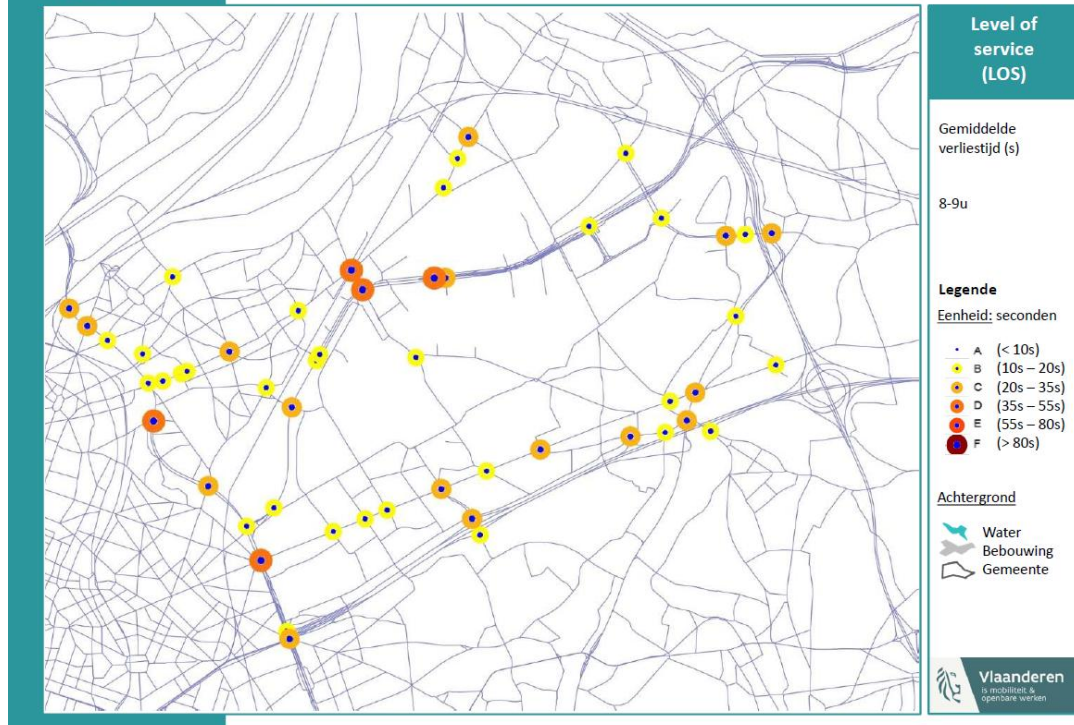 Level of
service
(LOS)
Gemiddelde
verliestijd (s)
8-9u
Legende
Eenheid: seconden
A (< 10s)
B (10s – 20s)
C (20s – 35s)
D (35s – 55s)
E (55s – 80s)
F (> 80s)
Achtergrond
Water
Bebouwing
Gemeente
Vlaanderen
is mobiliteit &
openbare werken